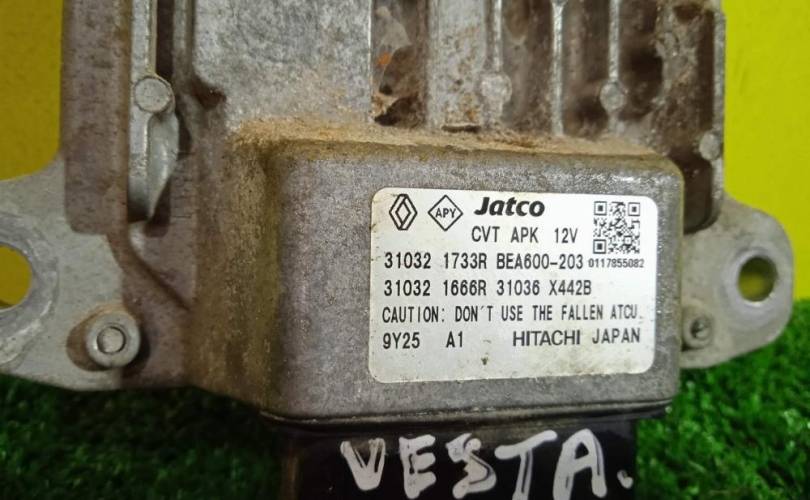 APY Jatco
CVT APK 12V
31032 1733R BEA600-203 0117855082
31032 1666R 31036 X442B
CAUTION: DON'T USE THE FALLEN ATCU.
9Y25 A1 HITACHI JAPAN
VESTA.